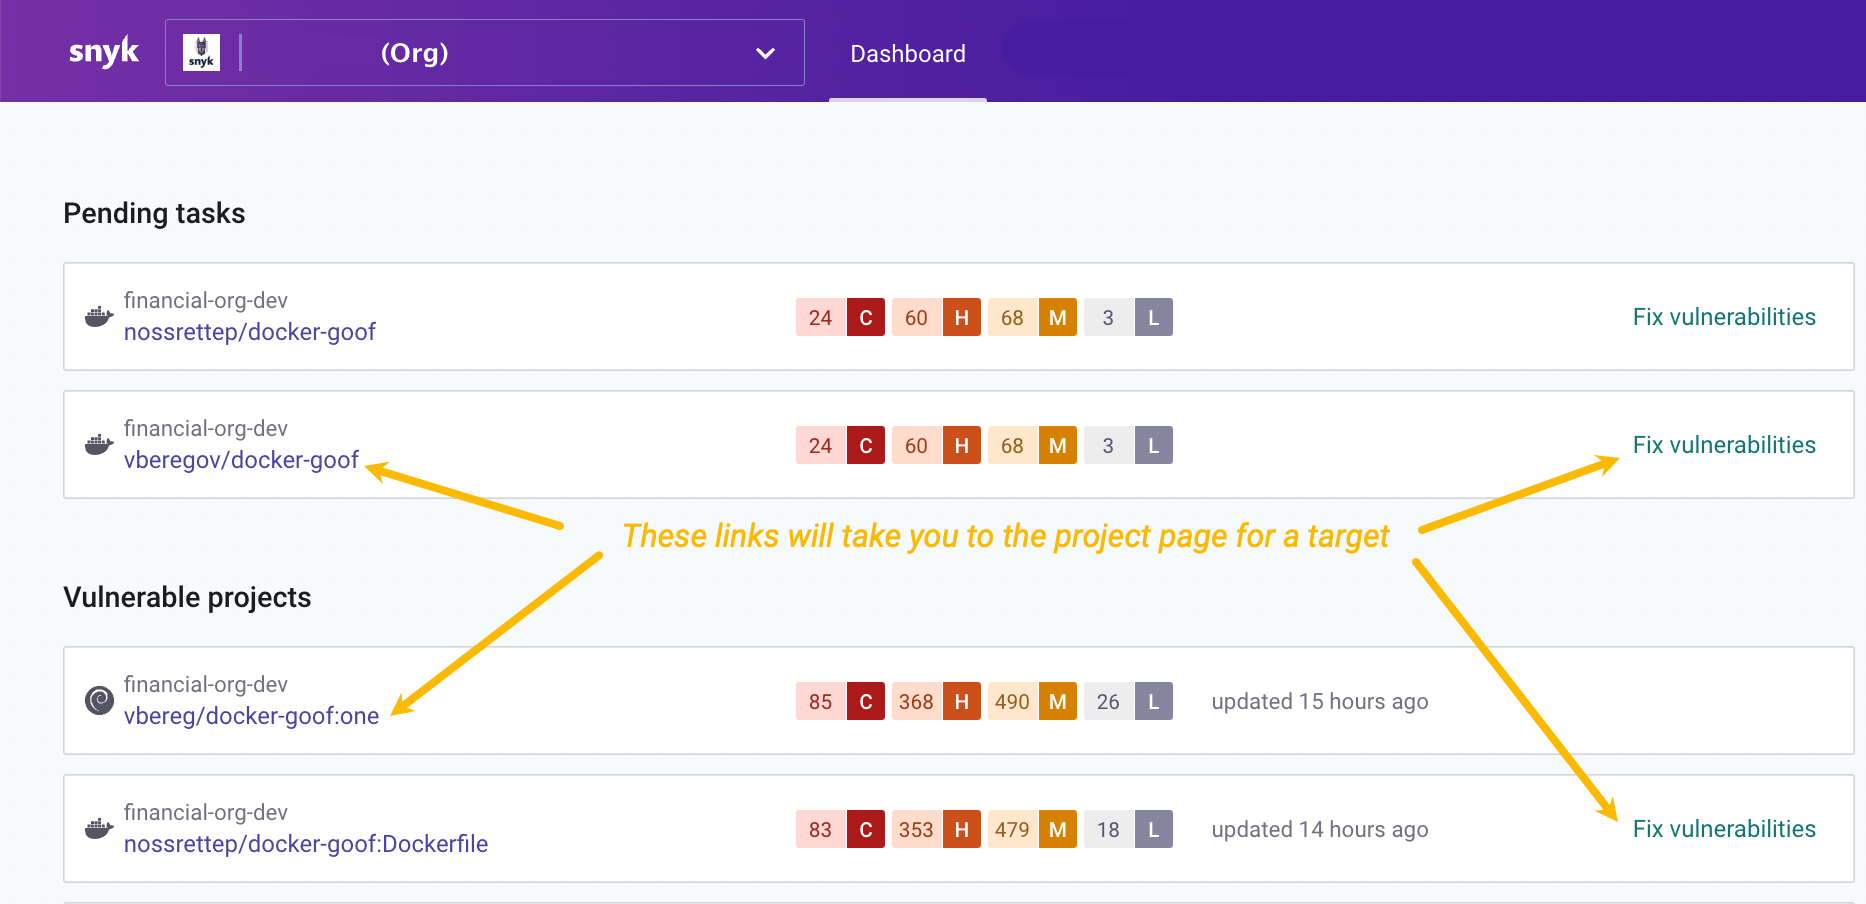 snyk snyk (Org) Dashboard
Pending tasks
financial-org-dev
nossrettep/docker-goof
24 C 60 H 68 M 3 L
Fix vulnerabilities
financial-org-dev
vberegov/docker-goof
24 C 60 H 68 M 3 L
Fix vulnerabilities
These links will take you to the project page for a target
Vulnerable projects
financial-org-dev
vbereg/docker-goof:one
85 C 368 H 490 M 26 L
updated 15 hours ago
financial-org-dev
nossrettep/docker-goof:Dockerfile
83 C 353 H 479 M 18 L
updated 14 hours ago
Fix vulnerabilities